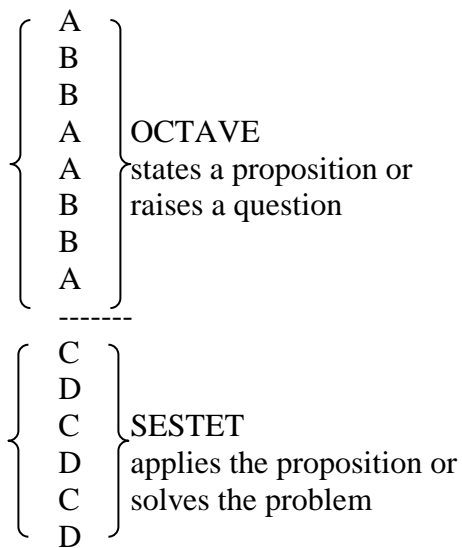 A
B
B
A OCTAVE
A states a proposition or
B raises a question
B
A
-------
C
D
C SESTET
D applies the proposition or
C solves the problem
D